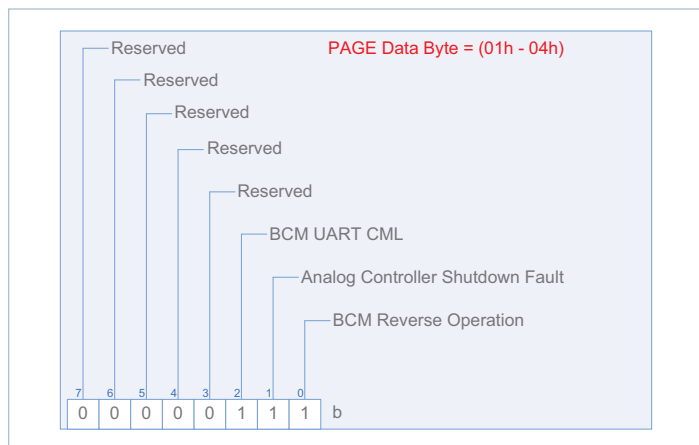 Reserved PAGE Data Byte = (01h - 04h)
Reserved
Reserved
Reserved
Reserved
BCM UART CML
Analog Controller Shutdown Fault
BCM Reverse Operation
7 6 5 4 3 2 1 0
0 0 0 0 0 1 1 1 b